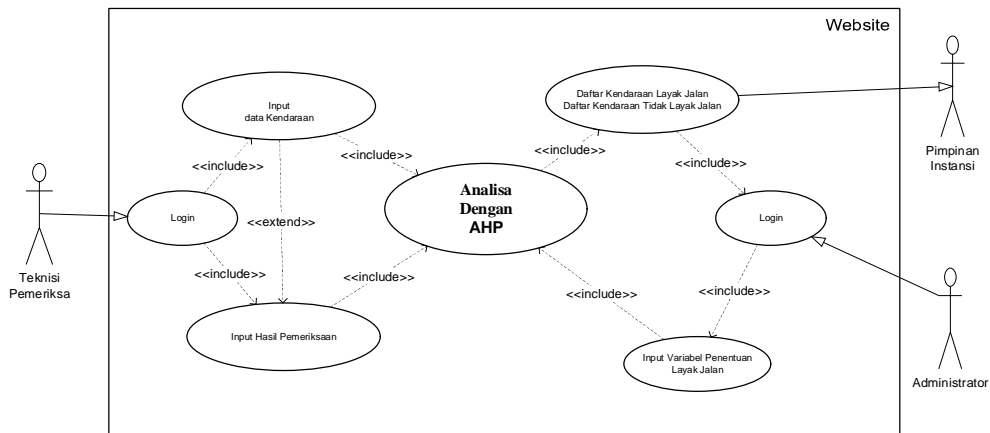 Website
Input
data Kendaraan
Daftar Kendaraan Layak Jalan
Daftar Kendaraan Tidak Layak Jalan
Pimpinan
Instansi
<<include>>
<<include>>
<<include>>
<<include>>
Analisa
Dengan
AHP
Login
<<extend>>
Login
Teknisi
Pemeriksa
<<include>>
<<include>>
<<include>>
<<include>>
Input Hasil Pemeriksaan
Input Variabel Penentuan
Layak Jalan
Administrator